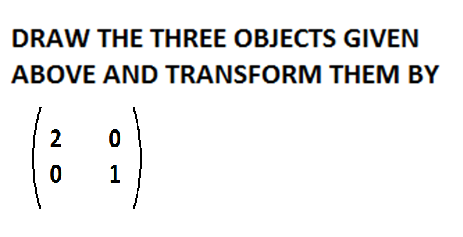 DRAW THE THREE OBJECTS GIVEN
ABOVE AND TRANSFORM THEM BY
2 0
0 1